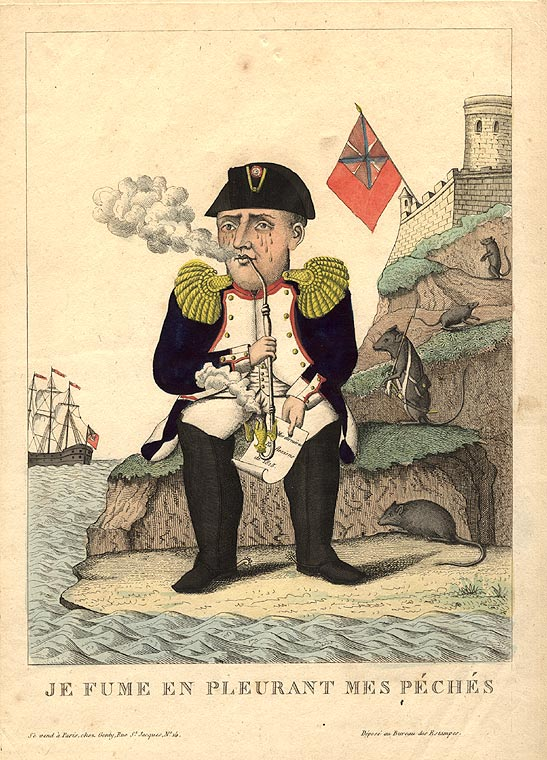 de
JE FUME EN PLEURANT MES PÉCHÉS
Se vend à Paris, chez Genty, Rue St. Jacques, No. 14.
Déposé au Bureau des Estampes.